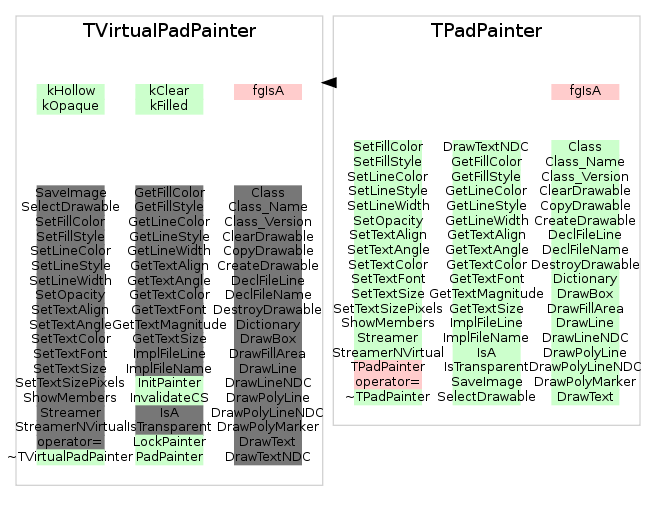 TVirtualPadPainter
kHollow kClear fgIsA
kOpaque kFilled
SaveImage GetFillColor Class
SelectDrawable GetFillStyle Class_Name
SetFillColor GetLineColor Class_Version
SetFillStyle GetLineStyle ClearDrawable
SetLineColor GetLineWidth CopyDrawable
SetLineStyle GetTextAlign CreateDrawable
SetLineWidth GetTextAngle DeclFileLine
SetOpacity GetTextColor DeclFileName
SetTextAlign GetTextFont DestroyDrawable
SetTextAngle GetTextMagnitude Dictionary
SetTextColor GetTextSize DrawBox
SetTextFont ImplFileLine DrawFillArea
SetTextSize ImplFileName DrawLine
SetTextSizePixels InitPainter DrawLineNDC
ShowMembers InvalidateCS DrawPolyLine
Streamer IsA DrawPolyLineNDC
StreamerNVirtual IsTransparent DrawPolyMarker
operator= LockPainter DrawText
~TVirtualPadPainter PadPainter DrawTextNDC
TPadPainter
fgIsA
SetFillColor DrawTextNDC Class
SetFillStyle GetFillColor Class_Name
SetLineColor GetFillStyle Class_Version
SetLineStyle GetLineColor ClearDrawable
SetLineWidth GetLineStyle CopyDrawable
SetOpacity GetLineWidth CreateDrawable
SetTextAlign GetTextAlign DeclFileLine
SetTextAngle GetTextAngle DeclFileName
SetTextColor GetTextColor DestroyDrawable
SetTextFont GetTextFont Dictionary
SetTextSize GetTextMagnitude DrawBox
SetTextSizePixels GetTextSize DrawFillArea
ShowMembers ImplFileLine DrawLine
Streamer ImplFileName DrawLineNDC
StreamerNVirtual IsA DrawPolyLine
TPadPainter IsTransparent DrawPolyLineNDC
operator= SaveImage DrawPolyMarker
~TPadPainter SelectDrawable DrawText